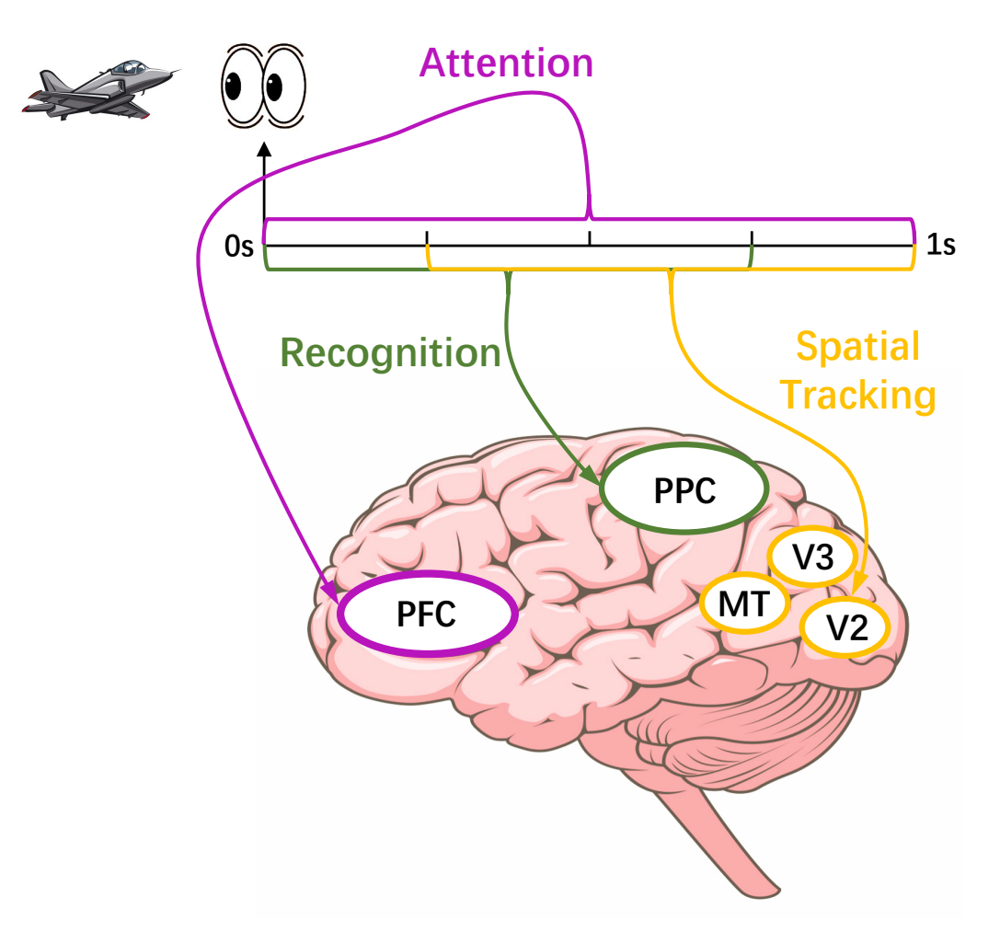 Attention
0s
1s
Recognition
Spatial
Tracking
PPC
V3
MT
PFC
V2